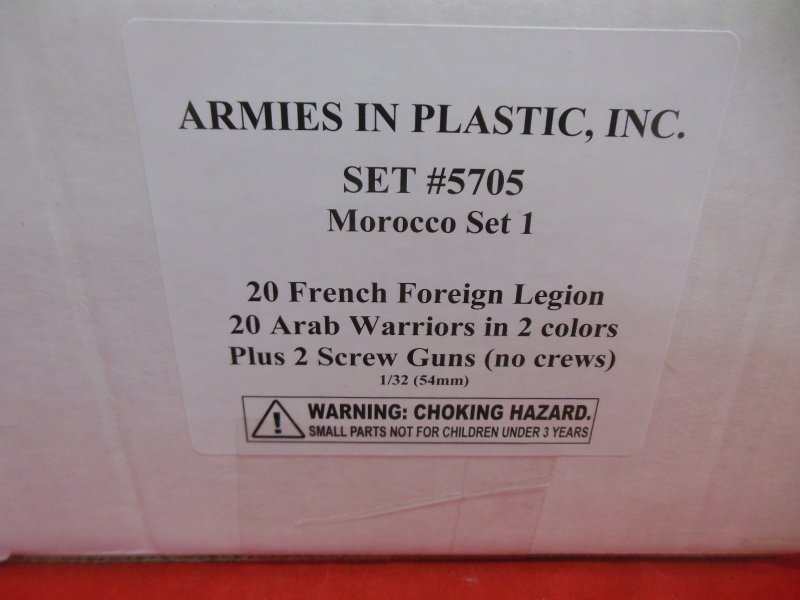 ARMIES IN PLASTIC, INC.
SET #5705
Morocco Set 1
20 French Foreign Legion
20 Arab Warriors in 2 colors
Plus 2 Screw Guns (no crews)
1/32 (54mm)
WARNING: CHOKING HAZARD.
SMALL PARTS NOT FOR CHILDREN UNDER 3 YEARS